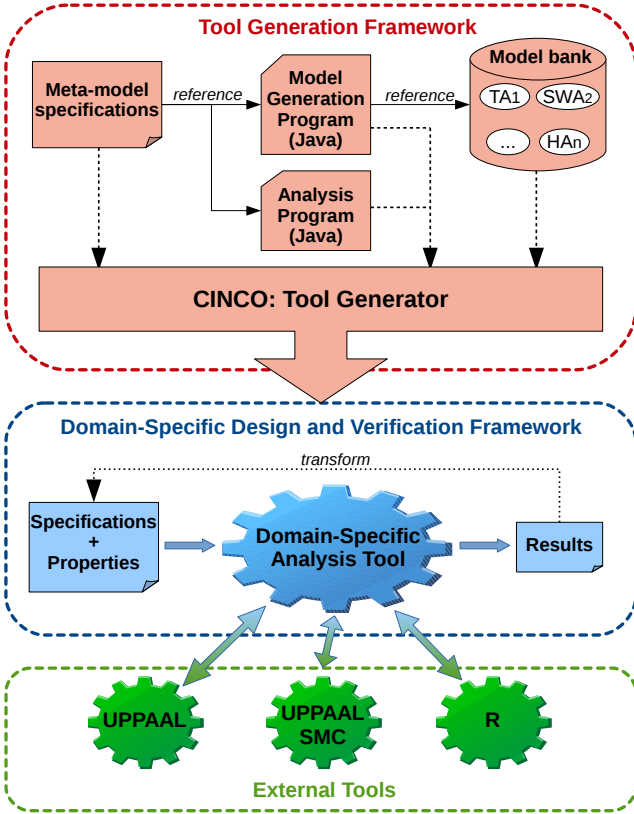 Tool Generation Framework
Meta-model
specifications
reference
Model
Generation
Program
(Java)
reference
Model bank
TA1
SWA2
...
HAn
Analysis
Program
(Java)
CINCO: Tool Generator
Domain-Specific Design and Verification Framework
transform
Specifications
+
Properties
Domain-Specific
Analysis Tool
Results
UPPAAL
UPPAAL
SMC
R
External Tools